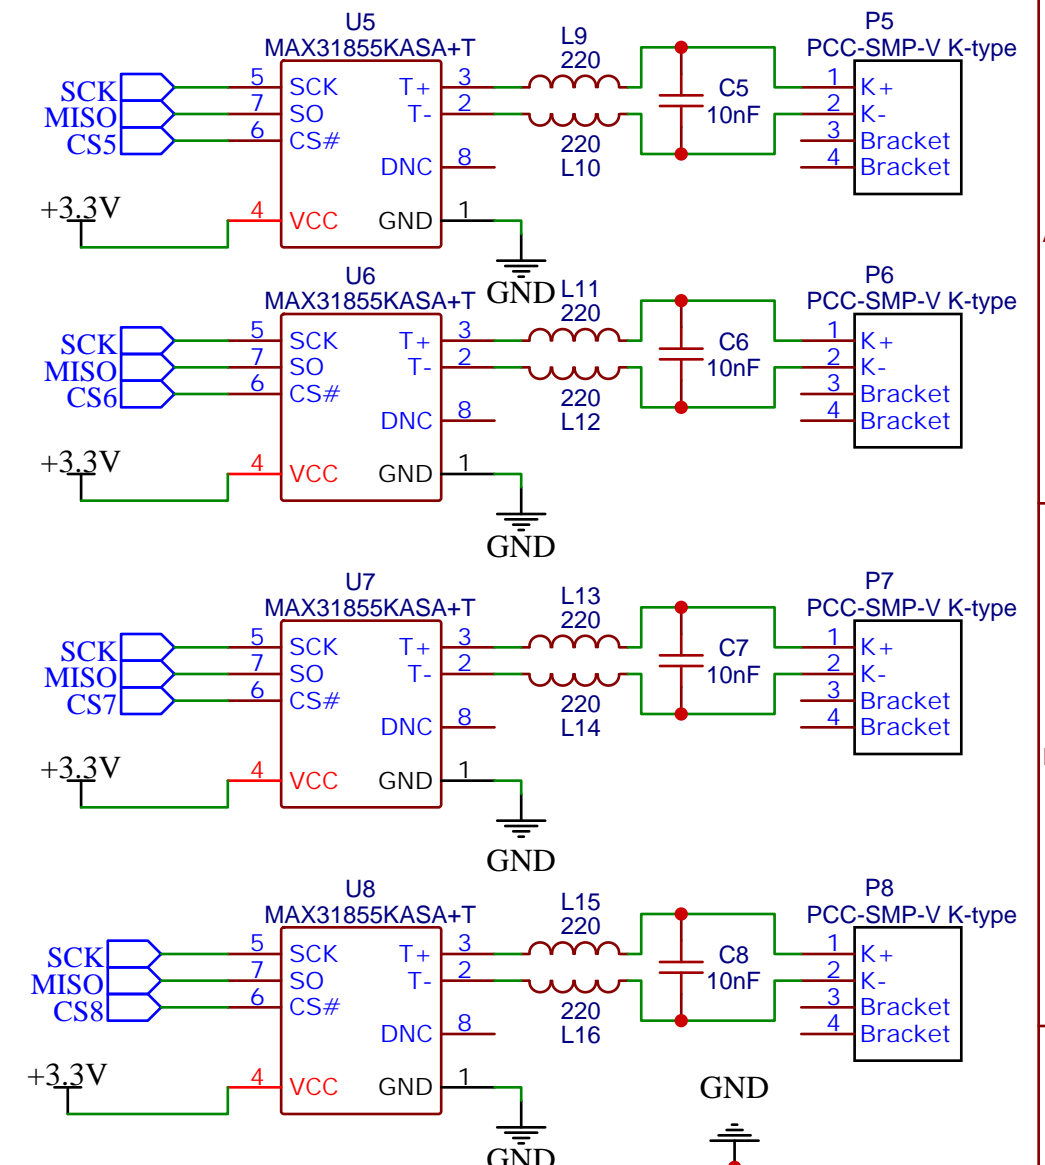 U5
MAX31855KASA+T
L9
220
P5
PCC-SMP-V K-type
SCK
5
SCK
T+
3
C5
10nF
1
K+
MISO
7
SO
T-
2
2
K-
CS5
6
CS#
220
L10
3
Bracket
DNC
8
4
Bracket
+3.3V
4
VCC
GND
1
GND
U6
MAX31855KASA+T
L11
220
P6
PCC-SMP-V K-type
SCK
5
SCK
T+
3
C6
10nF
1
K+
MISO
7
SO
T-
2
2
K-
CS6
6
CS#
220
L12
3
Bracket
DNC
8
4
Bracket
+3.3V
4
VCC
GND
1
GND
U7
MAX31855KASA+T
L13
220
P7
PCC-SMP-V K-type
SCK
5
SCK
T+
3
C7
10nF
1
K+
MISO
7
SO
T-
2
2
K-
CS7
6
CS#
220
L14
3
Bracket
DNC
8
4
Bracket
+3.3V
4
VCC
GND
1
GND
U8
MAX31855KASA+T
L15
220
P8
PCC-SMP-V K-type
SCK
5
SCK
T+
3
C8
10nF
1
K+
MISO
7
SO
T-
2
2
K-
CS8
6
CS#
220
L16
3
Bracket
DNC
8
4
Bracket
+3.3V
4
VCC
GND
1
GND
GND